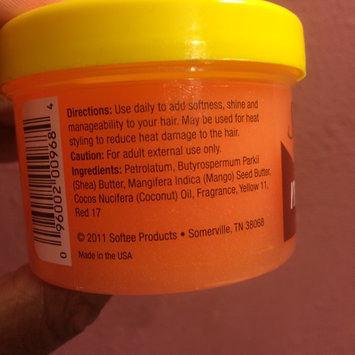 Directions: Use daily to add softness, shine and
manageability to your hair. May be used for heat
styling to reduce heat damage to the hair.
Caution: For adult external use only.
Ingredients: Petrolatum, Butyrospermum Parkii
(Shea) Butter, Mangifera Indica (Mango) Seed Butter,
Cocos Nucifera (Coconut) Oil, Fragrance, Yellow 11,
Red 17
© 2011 Softee Products • Somerville, TN 38068
Made in the USA
0 96002 00968 4